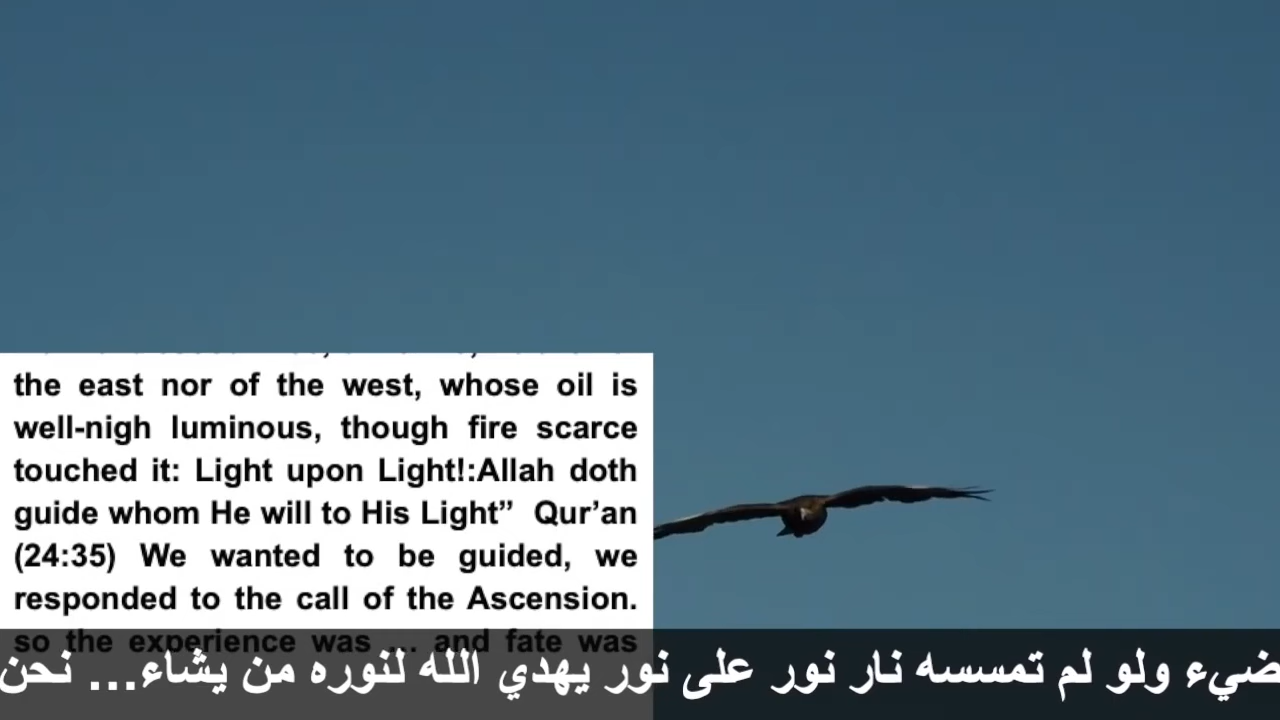 the east nor of the west, whose oil is
well-nigh luminous, though fire scarce
touched it: Light upon Light!:Allah doth
guide whom He will to His Light” Qur’an
(24:35) We wanted to be guided, we
responded to the call of the Ascension.
so the experience was ... and fate was
ولو لم تمسسه نار نور على نور يهدي الله لنوره من يشاء... نحن